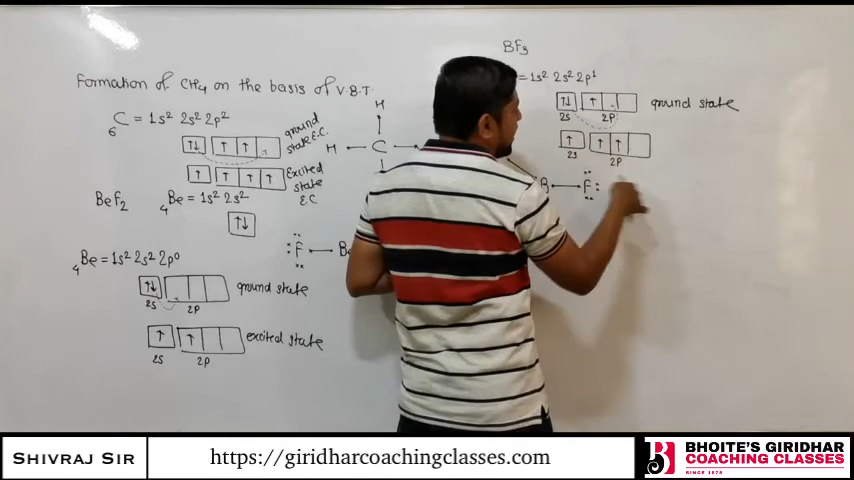 BF3
Formation of CH4 on the basis of V.B.T.
= 1s² 2s² 2p¹
6C = 1s² 2s² 2p²
ground state E.C.
2s 2p ground state
H
H C
2s 2p
Excited state E.C
BeF2 4Be = 1s² 2s²
B F
F Be
4Be = 1s² 2s² 2p⁰
2s 2p ground state
2s 2p excited state
SHIVRAJ SIR
https://giridharcoachingclasses.com
BHOITE'S GIRIDHAR
COACHING CLASSES